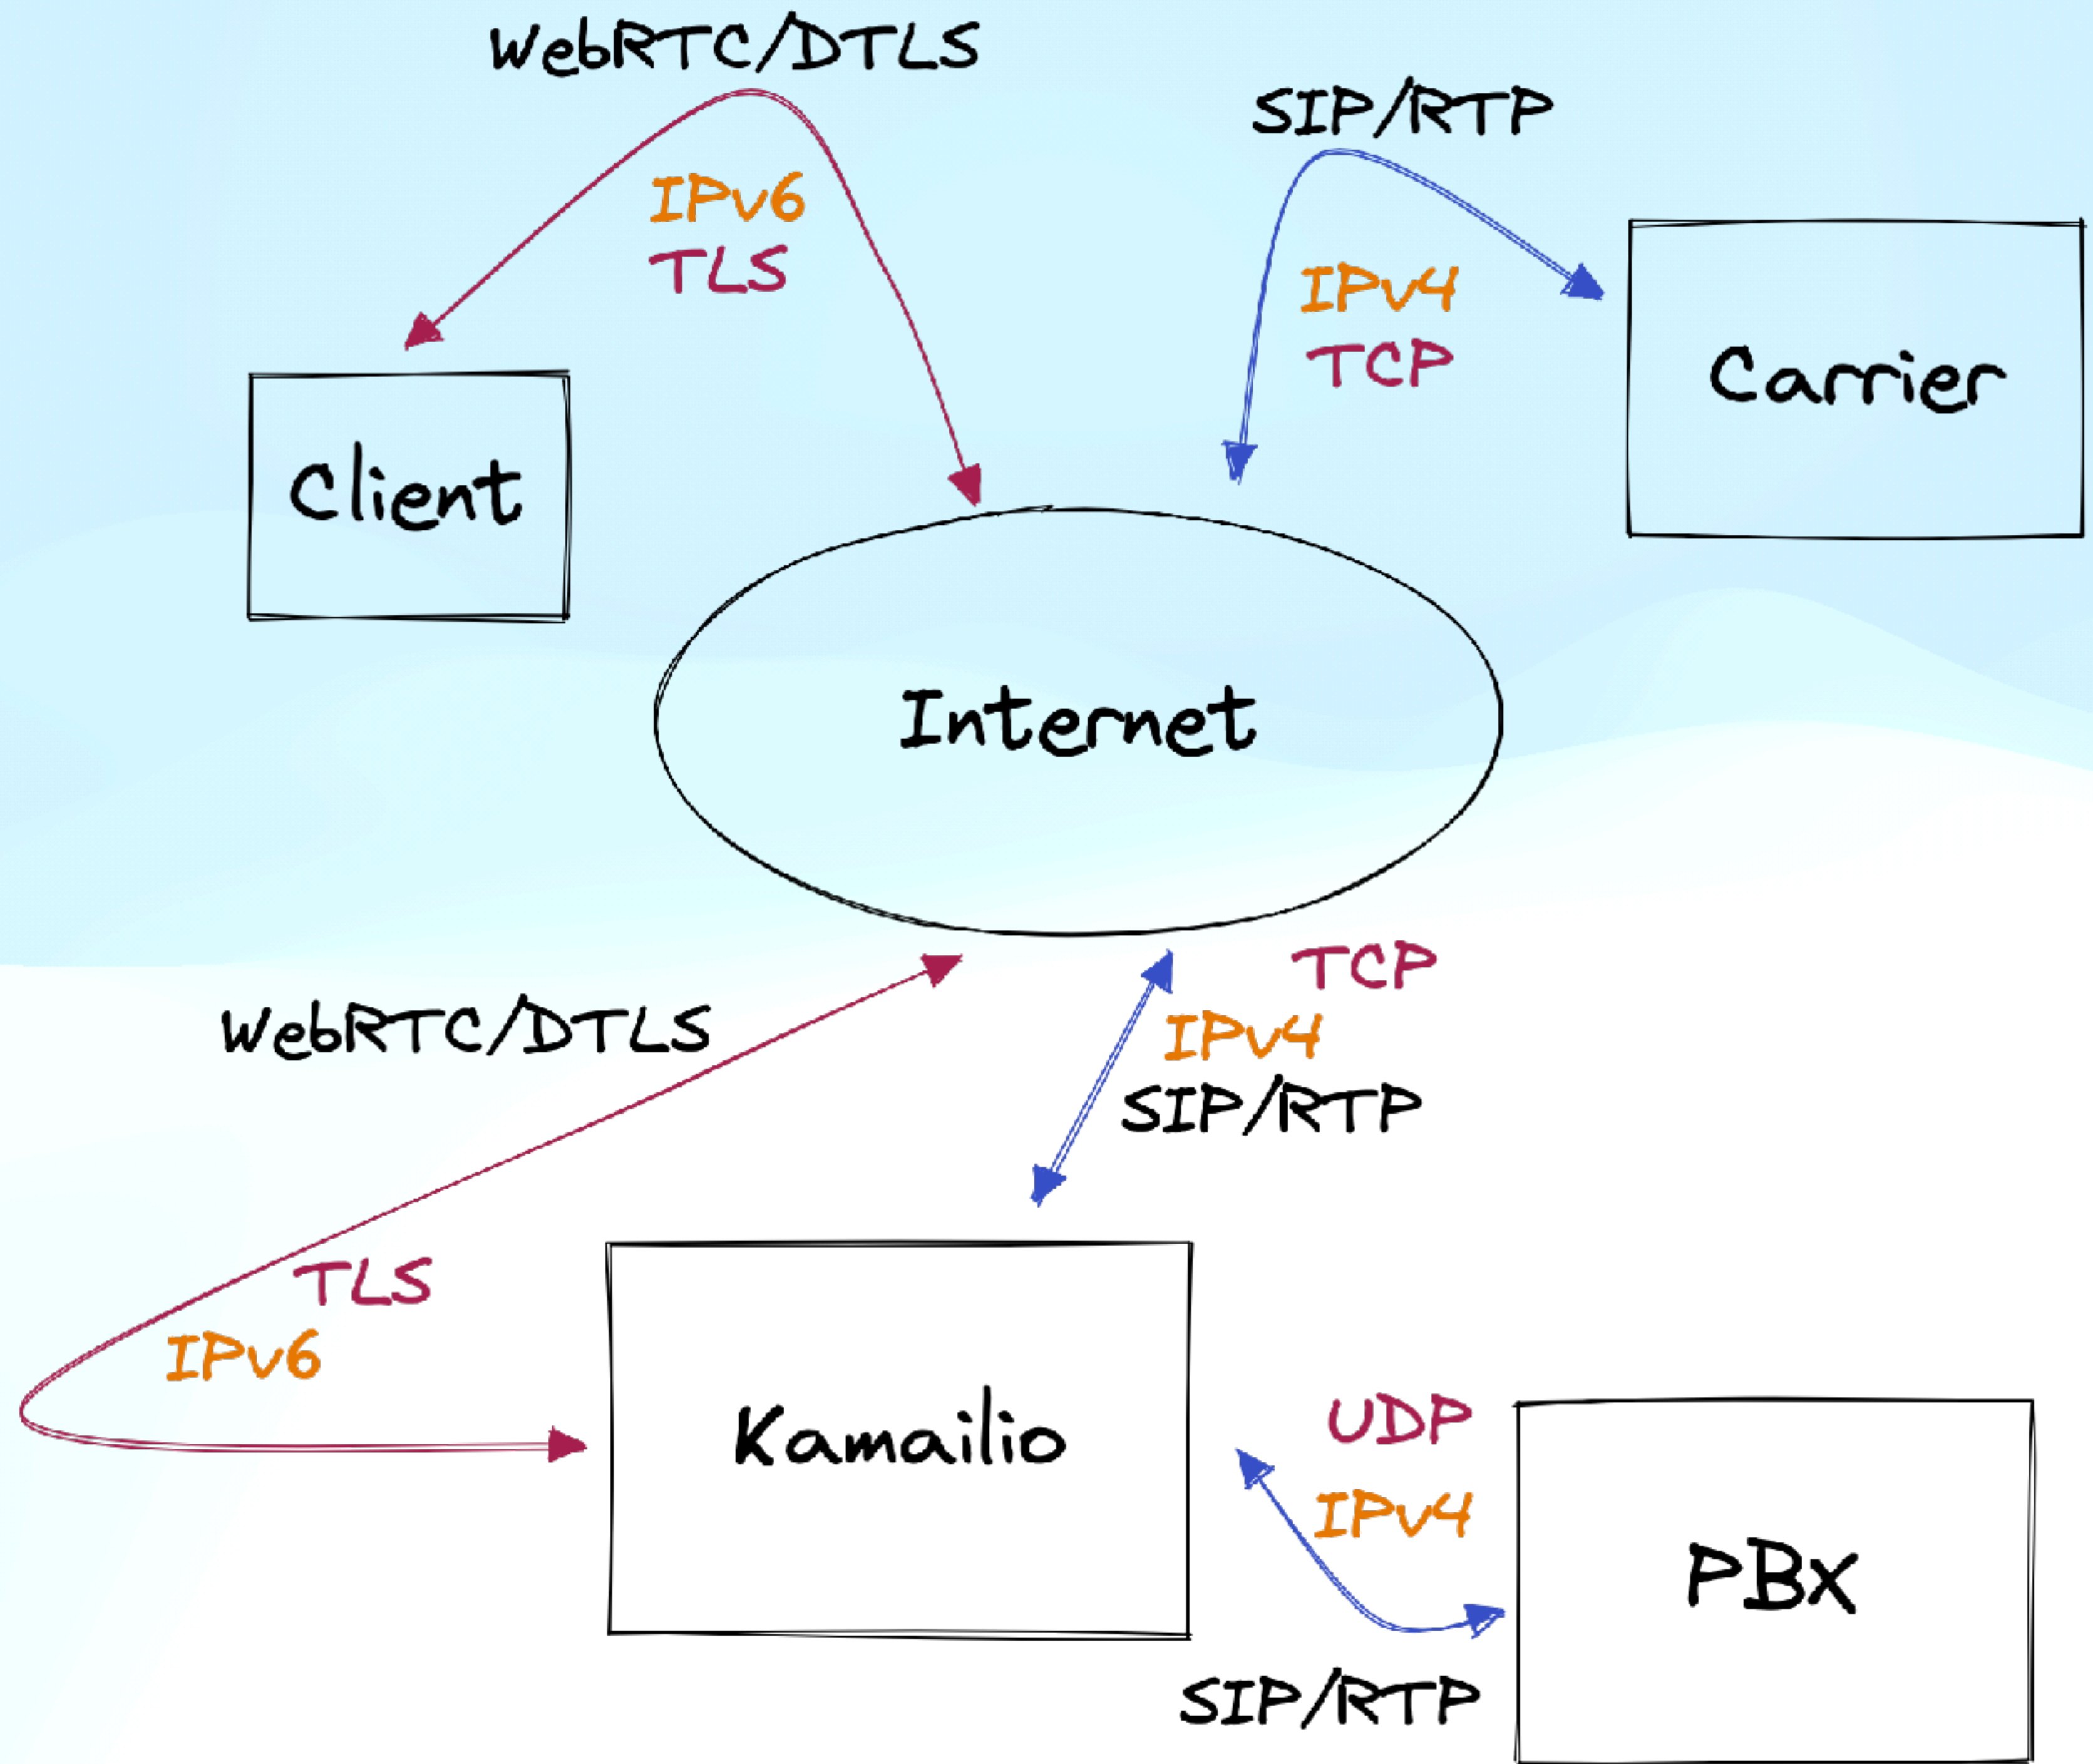 WebRTC/DTLS
SIP/RTP
IPv6
TLS
IPv4
TCP
Carrier
Client
Internet
TCP
WebRTC/DTLS
IPv4
SIP/RTP
TLS
IPv6
Kamailio
UDP
IPv4
PBX
SIP/RTP